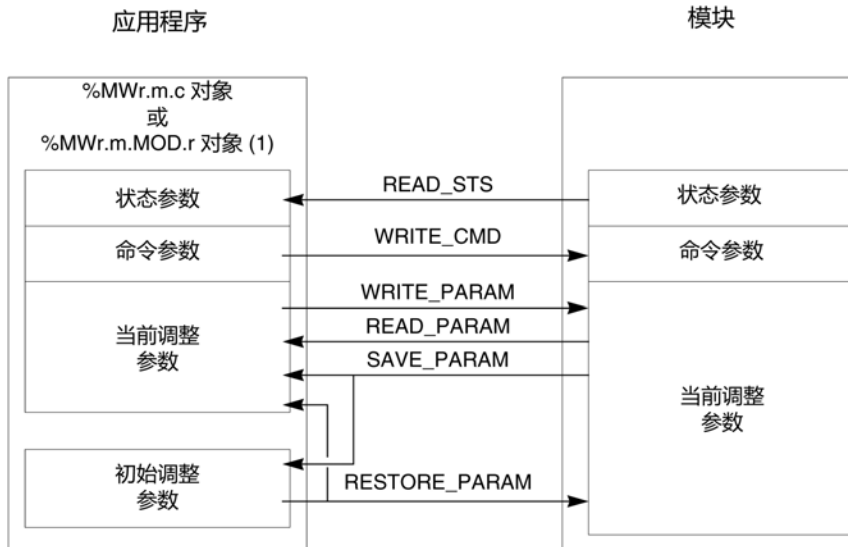 应用程序
模块
%MWr.m.c 对象
或
%MWr.m.MOD.r 对象 (1)
状态参数
READ_STS
状态参数
命令参数
WRITE_CMD
命令参数
WRITE_PARAM
当前调整
参数
READ_PARAM
SAVE_PARAM
当前调整
参数
初始调整
参数
RESTORE_PARAM